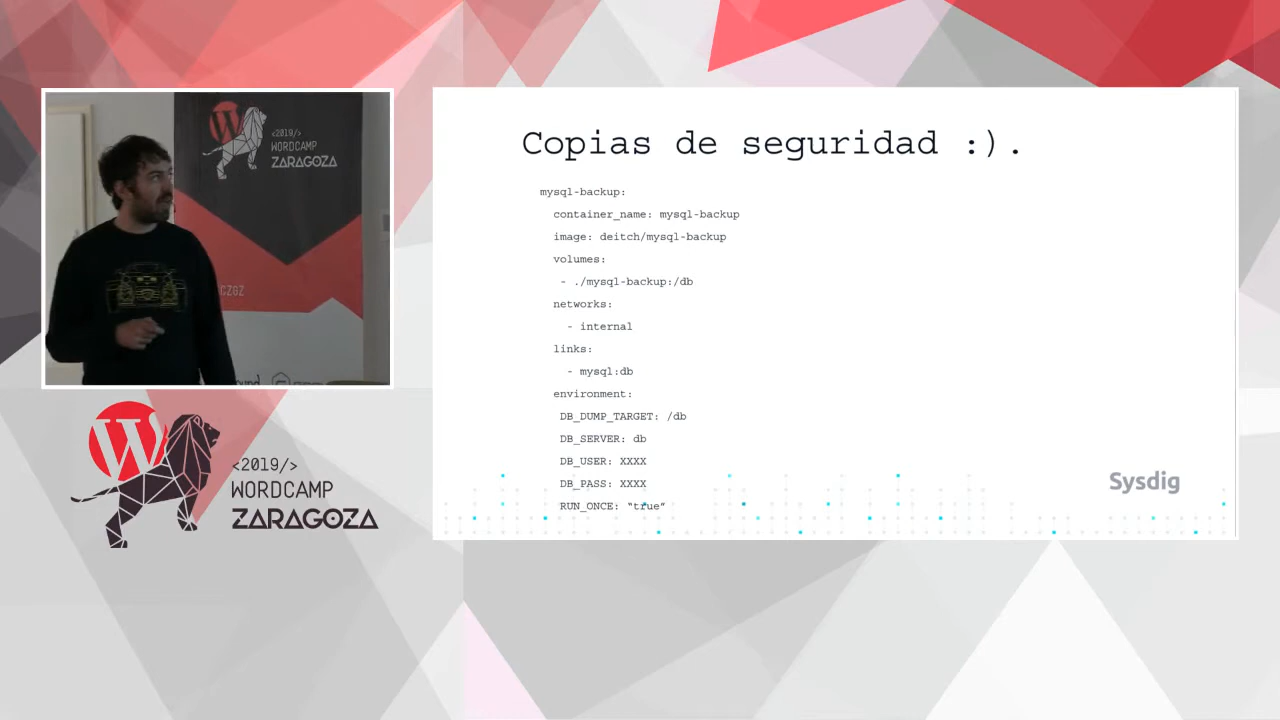 <2019/>
WORDCAMP
ZARAGOZA
CZGZ
<2019/>
WORDCAMP
ZARAGOZA
Copias de seguridad :).
mysql-backup:
container_name: mysql-backup
image: deitch/mysql-backup
volumes:
- ./mysql-backup:/db
networks:
- internal
links:
- mysql:db
environment:
DB_DUMP_TARGET: /db
DB_SERVER: db
DB_USER: XXXX
DB_PASS: XXXX
RUN_ONCE: "true"
Sysdig